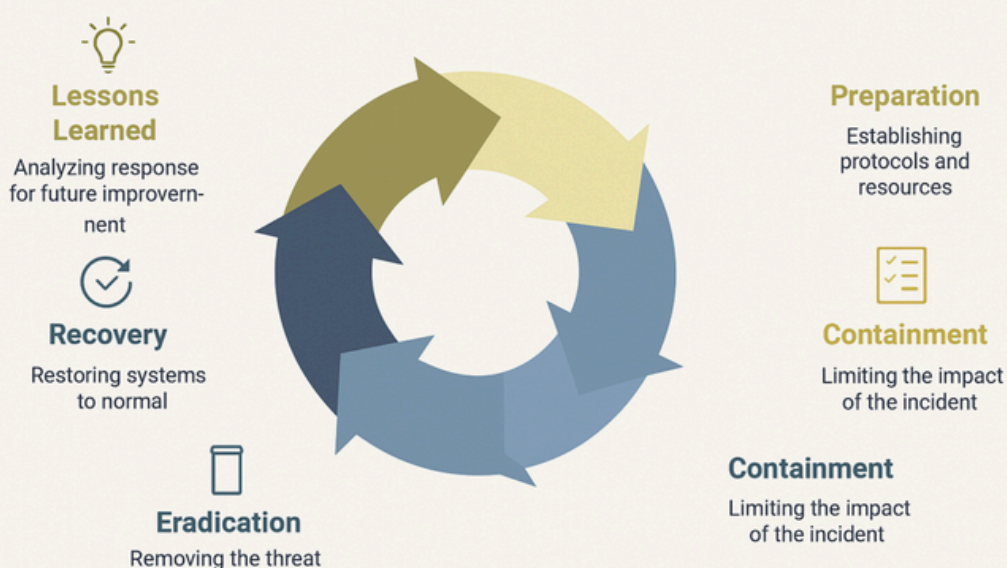 Lessons
Learned
Analyzing response
for future improvern-
nent
Recovery
Restoring systems
to normal
Eradication
Removing the threat
Preparation
Establishing
protocols and
resources
Containment
Limiting the impact
of the incident
Containment
Limiting the impact
of the incident